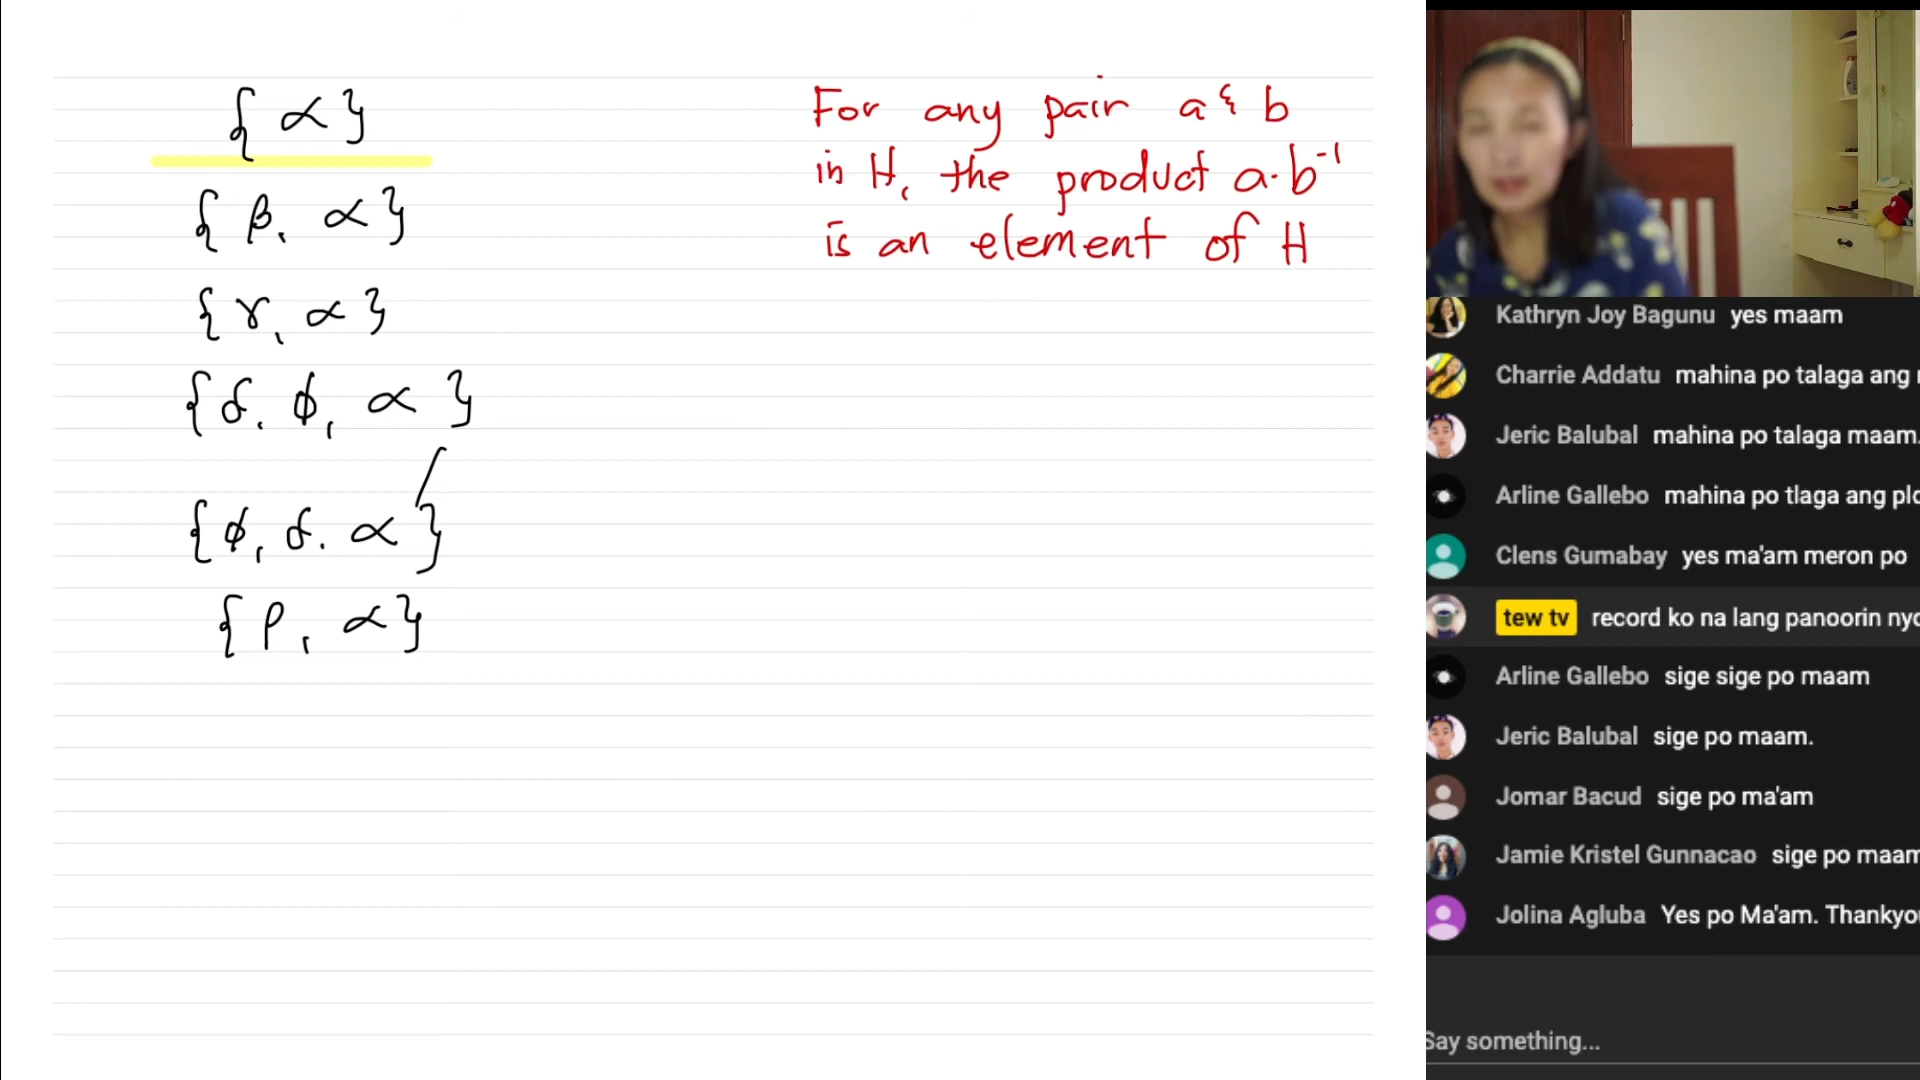 { α }
{ β, α }
{ γ, α }
{ δ, ϕ, α }
{ ϕ, δ, α }
{ ρ, α }
For any pair a & b
in H, the product a·b⁻¹
is an element of H
Kathryn Joy Bagunu yes maam
Charrie Addatu mahina po talaga ang
Jeric Balubal mahina po talaga maam.
Arline Gallebo mahina po tlaga ang
Clens Gumabay yes ma'am meron po
tew tv record ko na lang panoorin
Arline Gallebo sige sige po maam
Jeric Balubal sige po maam.
Jomar Bacud sige po ma'am
Jamie Kristel Gunnacao sige po maam
Jolina Agluba Yes po Ma'am.
Say something...